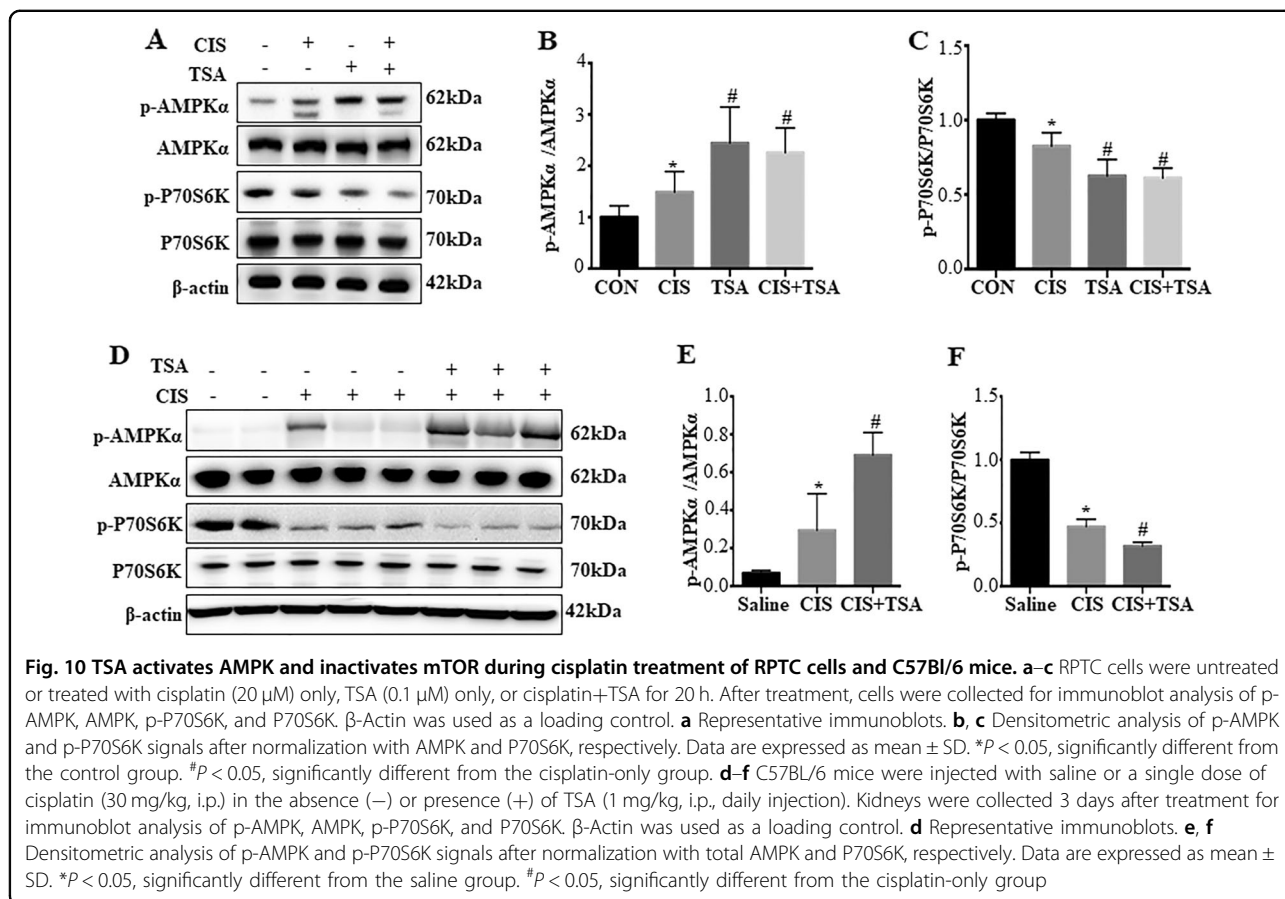 A
CIS - + - +
TSA - - + +
p-AMPKα 62kDa
AMPKα 62kDa
p-P70S6K 70kDa
P70S6K 70kDa
β-actin 42kDa
B
p-AMPKα /AMPKα
4
3
2
1
0
*
#
#
CON CIS TSA CIS+TSA
C
p-P70S6K/P70S6K
1.5
1.0
0.5
0.0
*
#
#
CON CIS TSA CIS+TSA
D
TSA - - - - - + + +
CIS - - + + + + + +
p-AMPKα 62kDa
AMPKα 62kDa
p-P70S6K 70kDa
P70S6K 70kDa
β-actin 42kDa
E
p-AMPKα /AMPKα
1.0
0.8
0.6
0.4
0.2
0.0
*
#
Saline CIS CIS+TSA
F
p-P70S6K/P70S6K
1.5
1.0
0.5
0.0
*
#
Saline CIS CIS+TSA
Fig. 10 TSA activates AMPK and inactivates mTOR during cisplatin treatment of RPTC cells and C57Bl/6 mice. a–c RPTC cells were untreated
or treated with cisplatin (20 µM) only, TSA (0.1 µM) only, or cisplatin+TSA for 20 h. After treatment, cells were collected for immunoblot analysis of p-
AMPK, AMPK, p-P70S6K, and P70S6K. β-Actin was used as a loading control. a Representative immunoblots. b, c Densitometric analysis of p-AMPK
and p-P70S6K signals after normalization with AMPK and P70S6K, respectively. Data are expressed as mean ± SD. *P < 0.05, significantly different from
the control group. #P < 0.05, significantly different from the cisplatin-only group. d–f C57BL/6 mice were injected with saline or a single dose of
cisplatin (30 mg/kg, i.p.) in the absence (−) or presence (+) of TSA (1 mg/kg, i.p., daily injection). Kidneys were collected 3 days after treatment for
immunoblot analysis of p-AMPK, AMPK, p-P70S6K, and P70S6K. β-Actin was used as a loading control. d Representative immunoblots. e, f
Densitometric analysis of p-AMPK and p-P70S6K signals after normalization with total AMPK and P70S6K, respectively. Data are expressed as mean ±
SD. *P < 0.05, significantly different from the saline group. #P < 0.05, significantly different from the cisplatin-only group